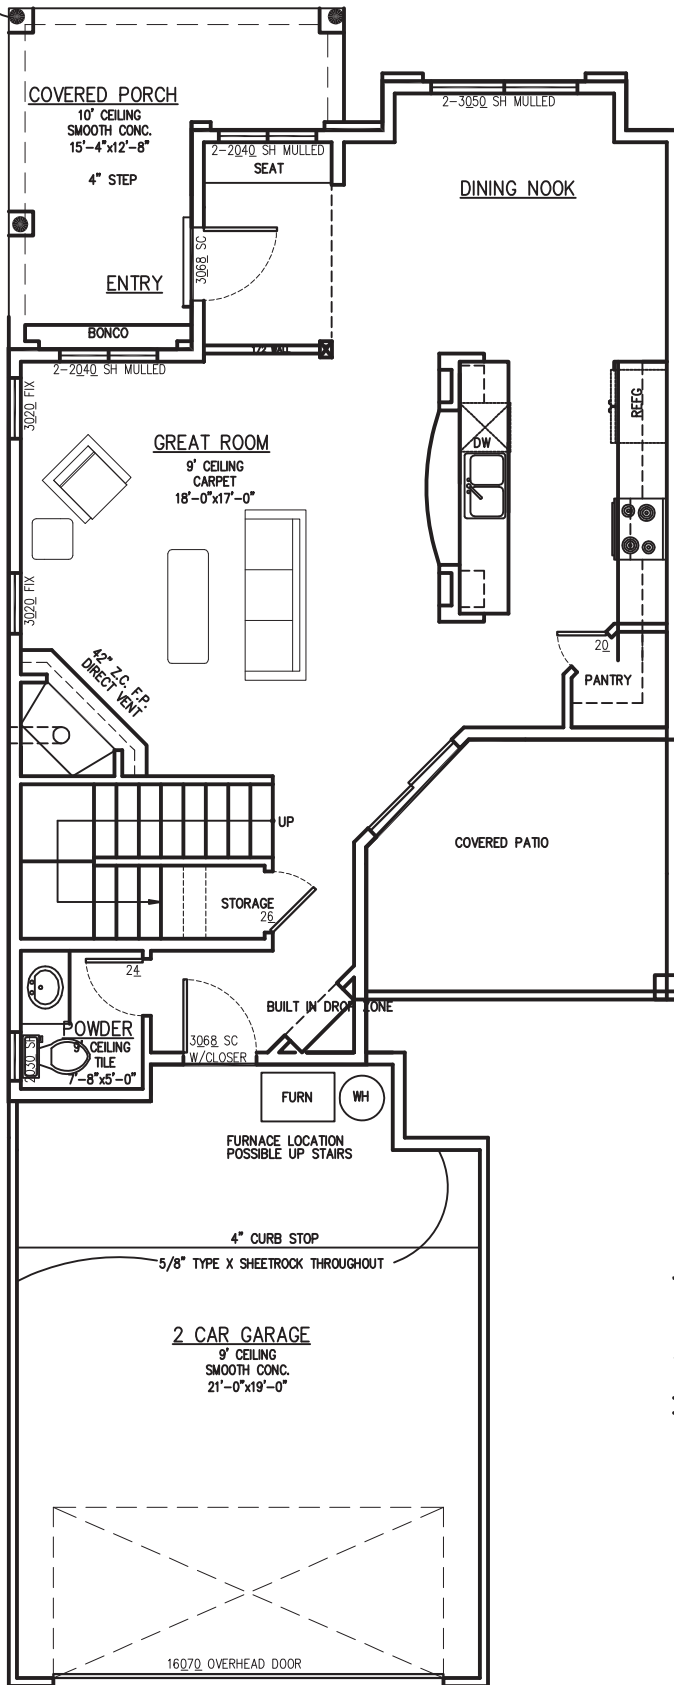 COVERED PORCH
10' CEILING
SMOOTH CONC.
15'-4"x12'-8"
4" STEP
2-3050 SH MULLED
2-2040 SH MULLED
SEAT
DINING NOOK
3068 SC
ENTRY
BONCO
1/2 WALL
2-2040 SH MULLED
3020 FIX
REFG
GREAT ROOM
9' CEILING
CARPET
18'-0"x17'-0"
DW
3020 FIX
20
PANTRY
42" Z.C. F.P.
DIRECT VENT
UP
COVERED PATIO
STORAGE
26
24
BUILT IN DROP ZONE
POWDER
9' CEILING
TILE
7'-8"x5'-0"
2030 SH
3068 SC
W/CLOSER
FURN
WH
FURNACE LOCATION
POSSIBLE UP STAIRS
4" CURB STOP
5/8" TYPE X SHEETROCK THROUGHOUT
2 CAR GARAGE
9' CEILING
SMOOTH CONC.
21'-0"x19'-0"
16070 OVERHEAD DOOR